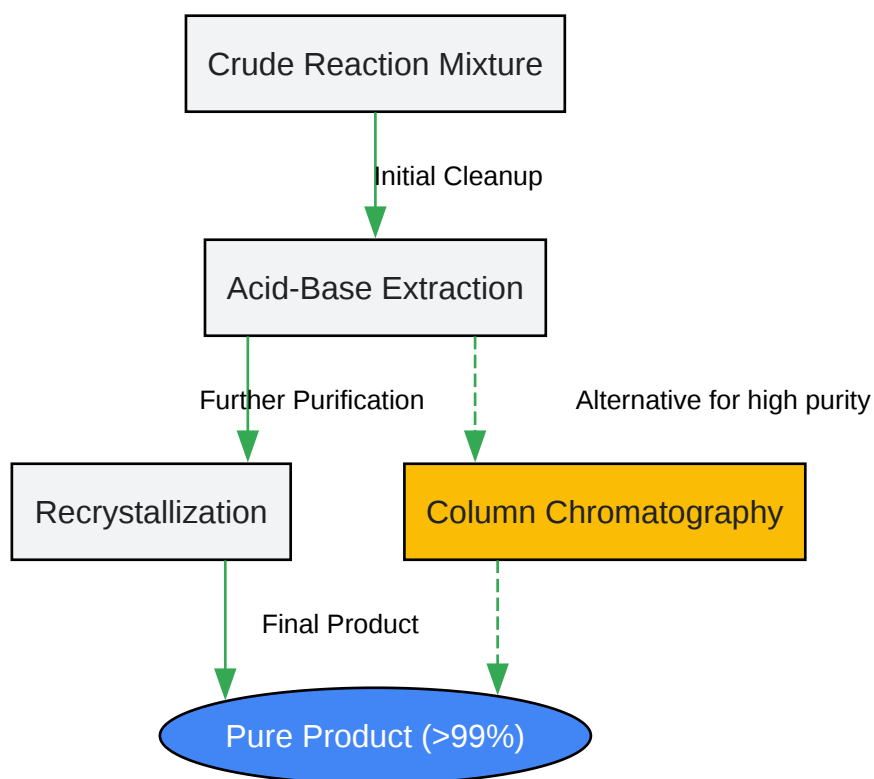 Crude Reaction Mixture
Initial Cleanup
Acid-Base Extraction
Further Purification
Alternative for high purity
Recrystallization
Column Chromatography
Final Product
Pure Product (>99%)